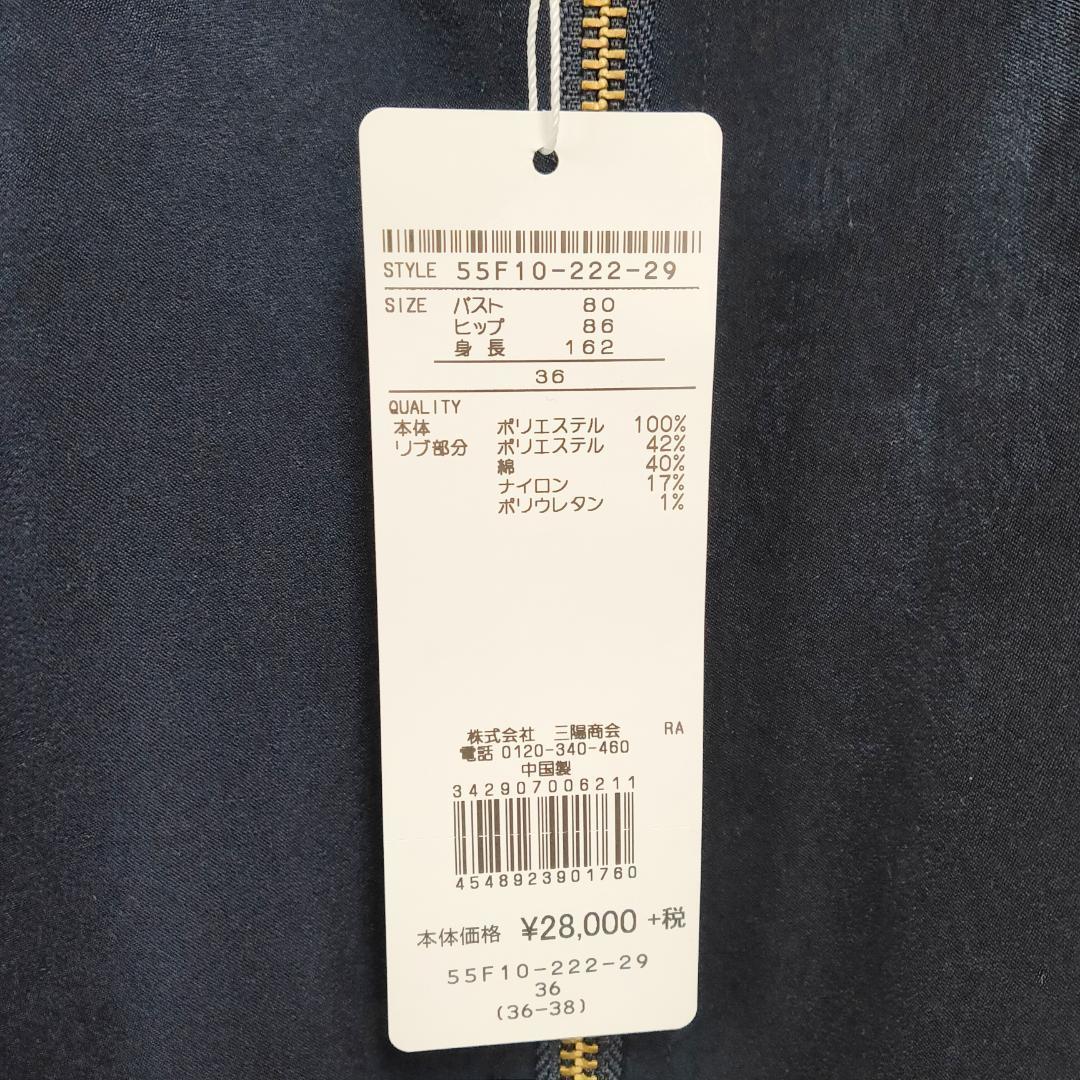 STYLE 55F10-222-29
SIZE バスト 80
ヒップ 86
身長 162
36
QUALITY
本体 ポリエステル 100%
リブ部分 ポリエステル 42%
綿 40%
ナイロン 17%
ポリウレタン 1%
株式会社 三陽商会 RA
電話 0120-340-460
中国製
342907006211
4548923901760
本体価格 ¥28,000 +税
55F10-222-29
36
(36-38)